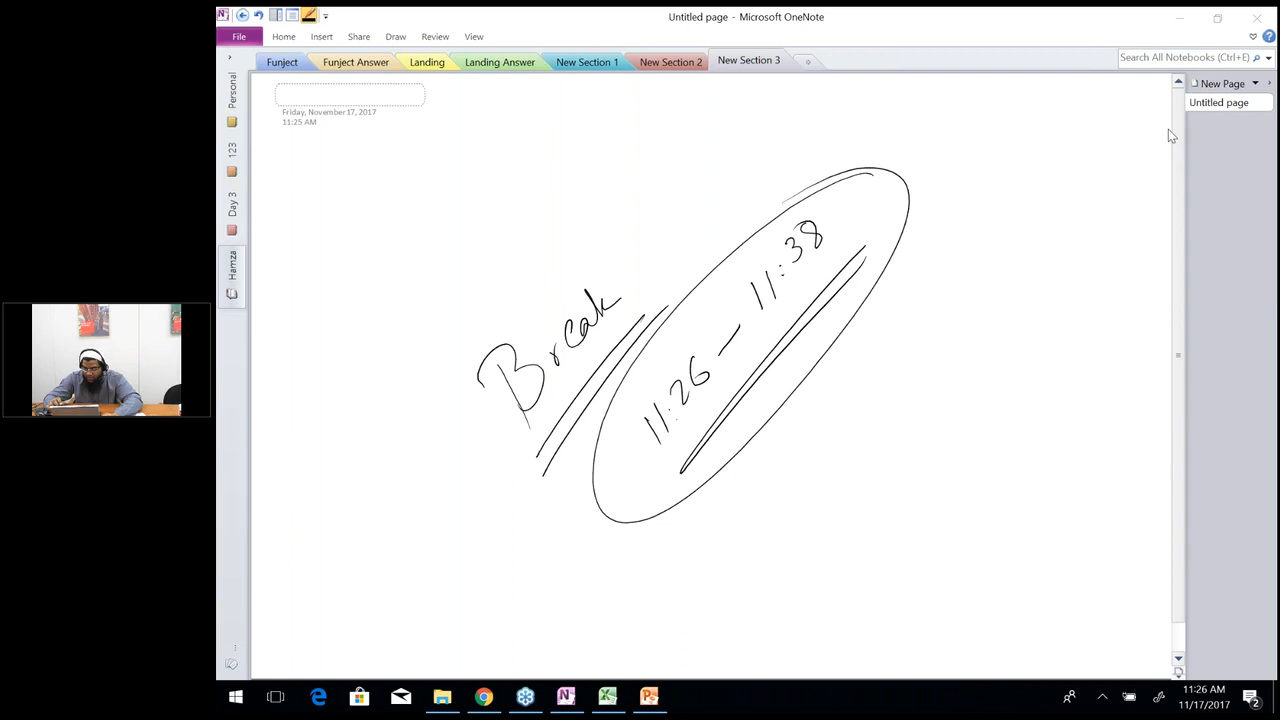 Untitled page - Microsoft OneNote
File Home Insert Share Draw Review View
Funject Funject Answer Landing Landing Answer New Section 1 New Section 2 New Section 3
Search All Notebooks (Ctrl+E)
New Page
Untitled page
Personal
123
Day 3
Hamza
Friday, November 17, 2017
11:25 AM
Break
11:26 – 11:38
11:26 AM
11/17/2017
2